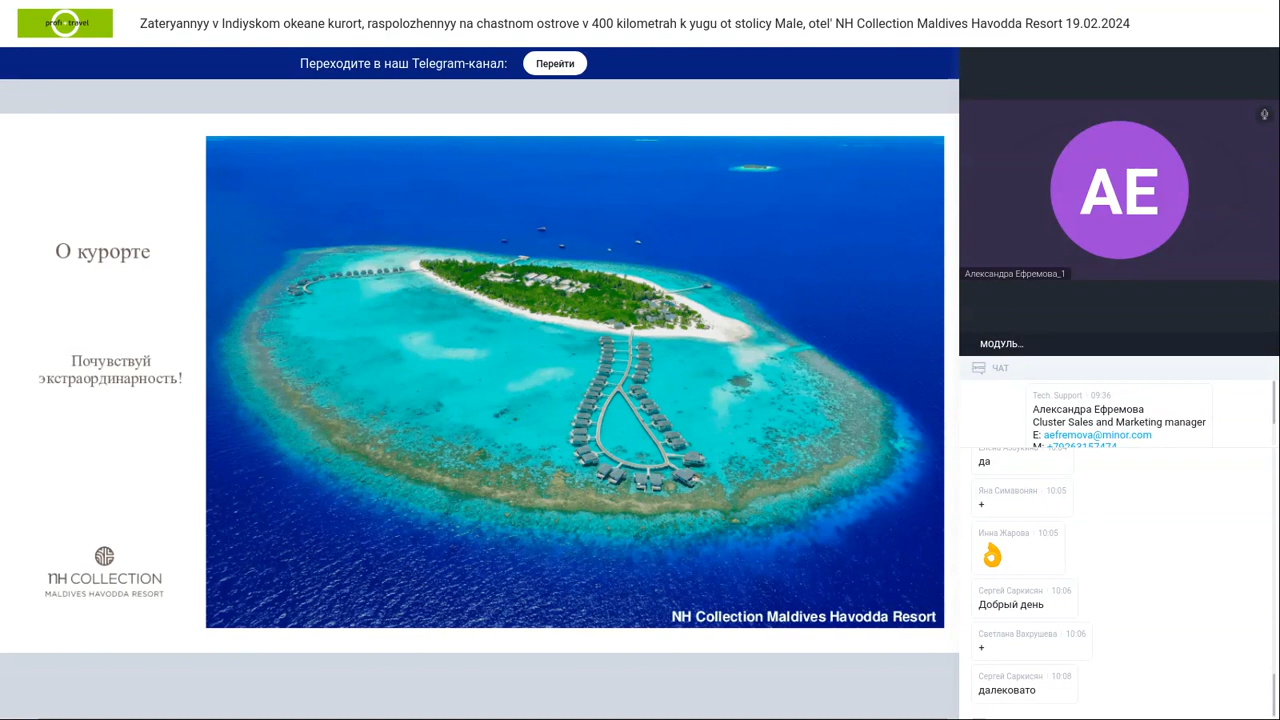 profi travel
Zateryannyy v Indiyskom okeane kurort, raspolozhennyy na otdel'nom ostrove v 400 kilometrah k yugu ot stolicy Male, otel' NH Collection Maldives Havodda Resort 19.02.2024
Переходите в наш Telegram-канал:
Перейти
О курорте
Почувствуй
экстраординарность!
NH COLLECTION
MALDIVES HAVODDA RESORT
NH Collection Maldives Havodda Resort
AE
Александра Ефремова_1
МОДУЛЬ...
ЧАТ
Tech. Support · 09:36
Александра Ефремова
Cluster Sales and Marketing manager
E: aefremova@minor.com
M: +79263157474
да
Яна Симавонян · 10:05
+
Инна Жарова · 10:05
Сергей Саркисян · 10:06
Добрый день
Светлана Вахрушева · 10:06
+
Сергей Саркисян · 10:08
далековато